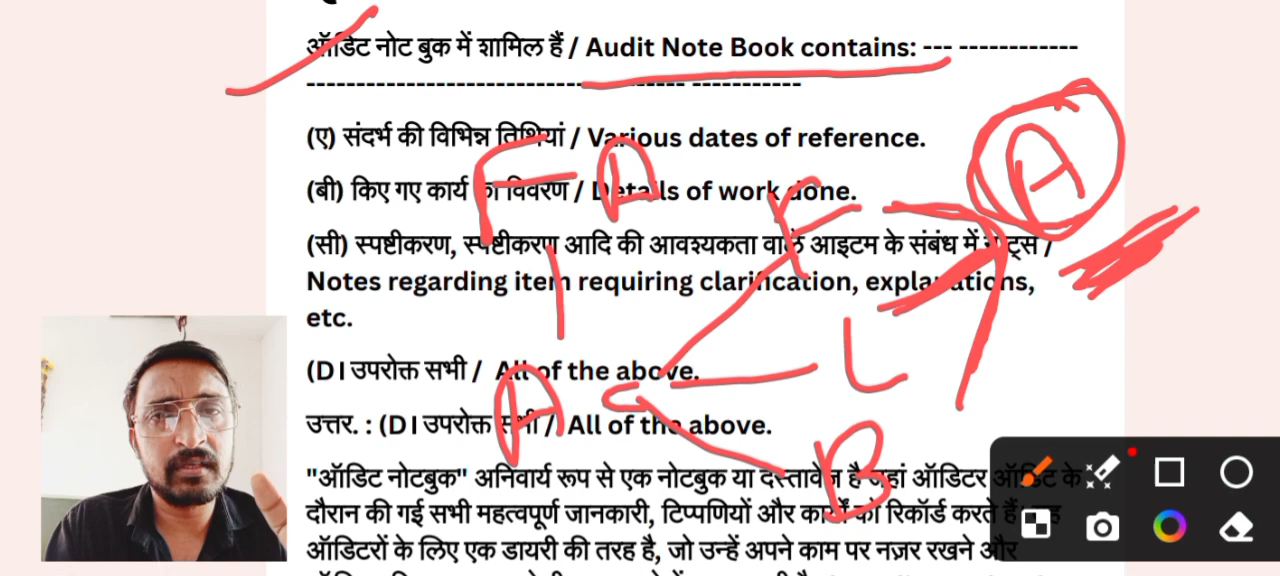 ऑडिट नोट बुक में शामिल हैं / Audit Note Book contains: --- ------------
-------------------------------------- -----------
(ए) संदर्भ की विभिन्न तिथियां / Various dates of reference.
(बी) किए गए कार्य का विवरण / Details of work done.
(सी) स्पष्टीकरण, स्पष्टीकरण आदि की आवश्यकता वाले आइटम के संबंध में नोट्स /
Notes regarding item requiring clarification, explanations,
etc.
(D I उपरोक्त सभी / All of the above.
उत्तर. : (D I उपरोक्त सभी / All of the above.
"ऑडिट नोटबुक" अनिवार्य रूप से एक नोटबुक या दस्तावेज है जहां ऑडिटर ऑडिट के
दौरान की गई सभी महत्वपूर्ण जानकारी, टिप्पणियों और कार्यों को रिकॉर्ड करते हैं। यह
ऑडिटरों के लिए एक डायरी की तरह है, जो उन्हें अपने काम पर नज़र रखने और
A
A
F
L
B
A